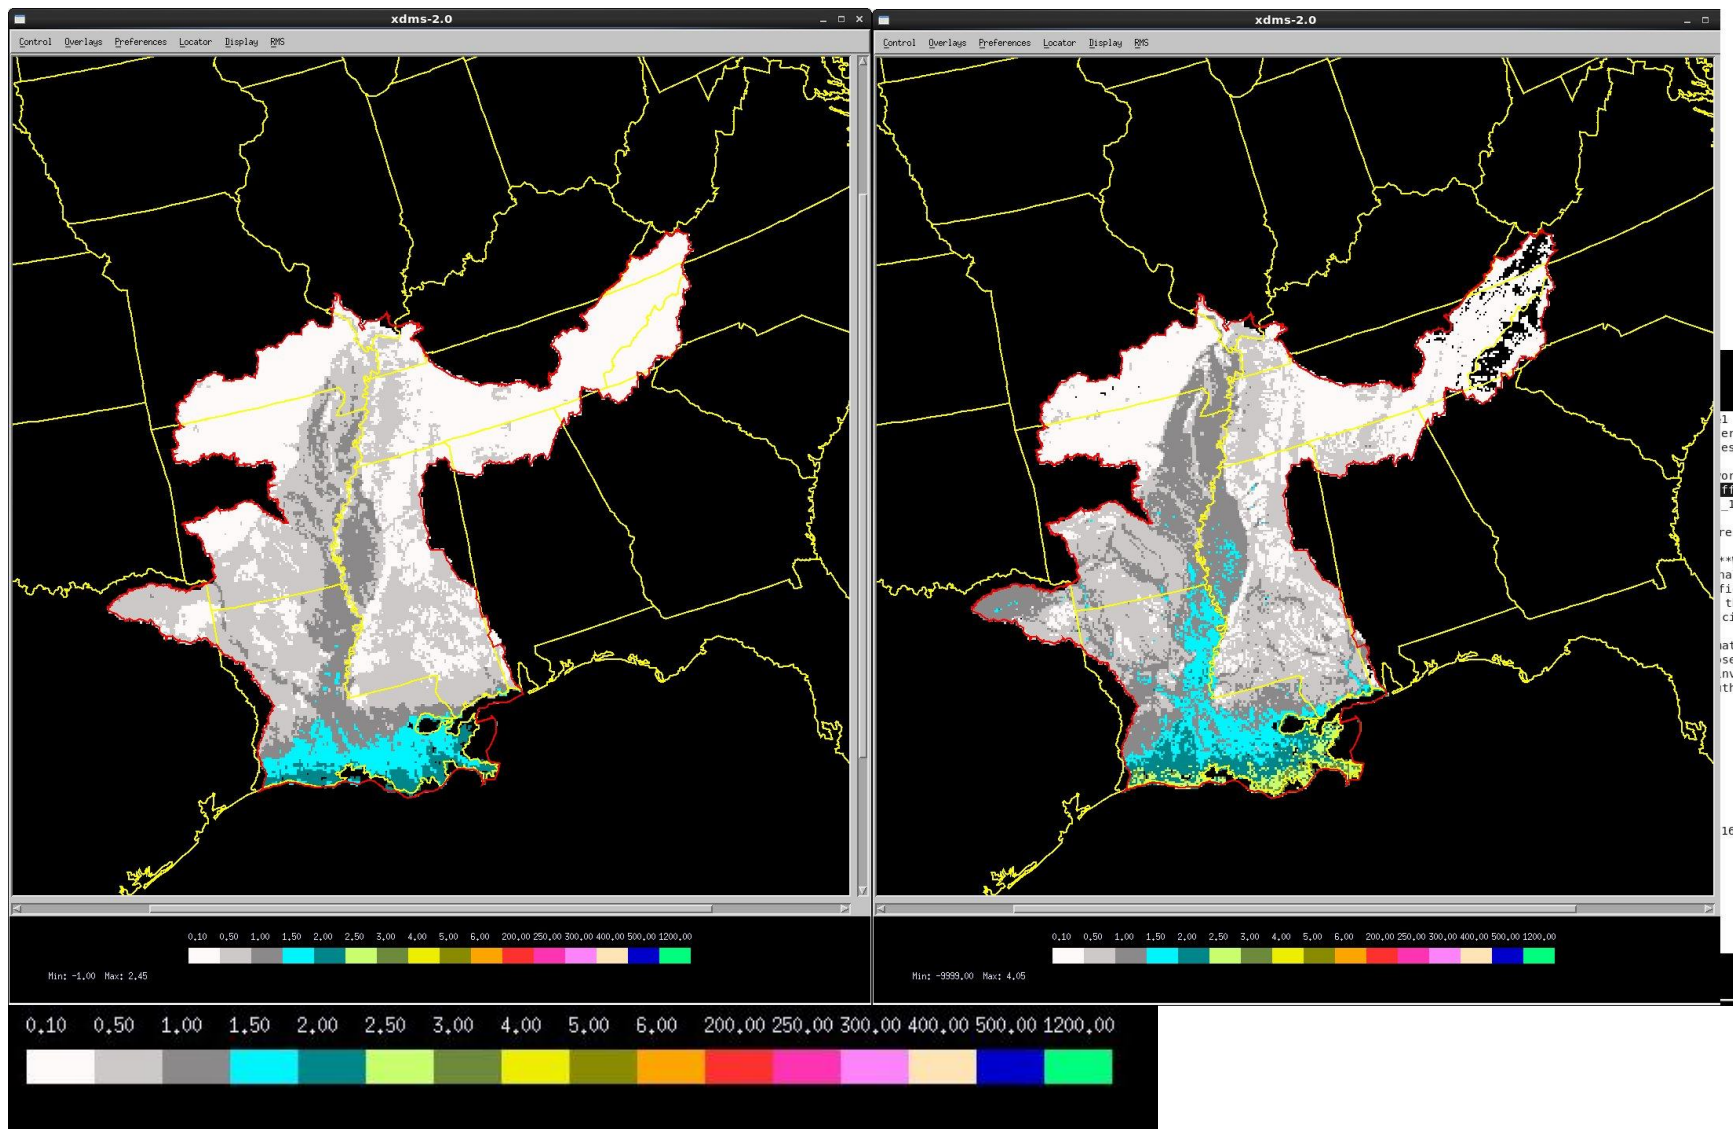 xdms-2.0
Control Overlays Preferences Locator Display RMS
0.10 0.50 1.00 1.50 2.00 2.50 3.00 4.00 5.00 6.00 200.00 250.00 300.00 400.00 500.00 1200.00
Min: -1.00 Max: 2.45
xdms-2.0
Control Overlays Preferences Locator Display RMS
0.10 0.50 1.00 1.50 2.00 2.50 3.00 4.00 5.00 6.00 200.00 250.00 300.00 400.00 500.00 1200.00
Min: -9999.00 Max: 4.05
0.10 0.50 1.00 1.50 2.00 2.50 3.00 4.00 5.00 6.00 200.00 250.00 300.00 400.00 500.00 1200.00